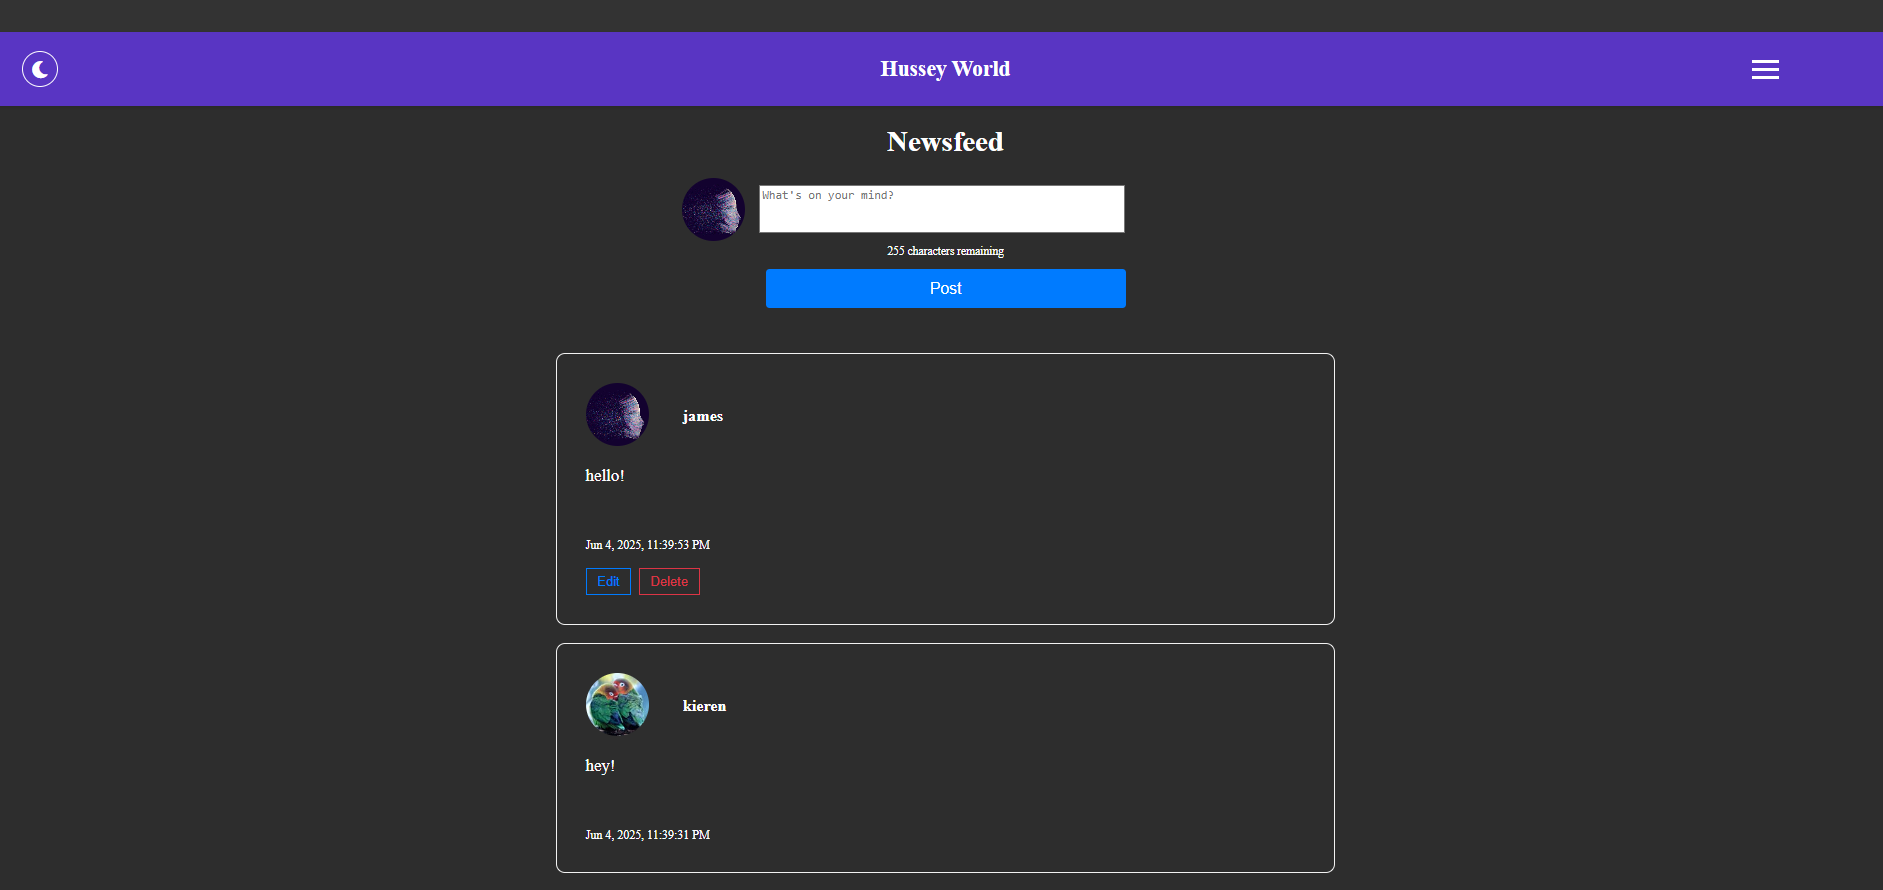 Hussey World
Newsfeed
What's on your mind?
255 characters remaining
Post
james
hello!
Jun 4, 2025, 11:39:53 PM
Edit Delete
kieren
hey!
Jun 4, 2025, 11:39:31 PM